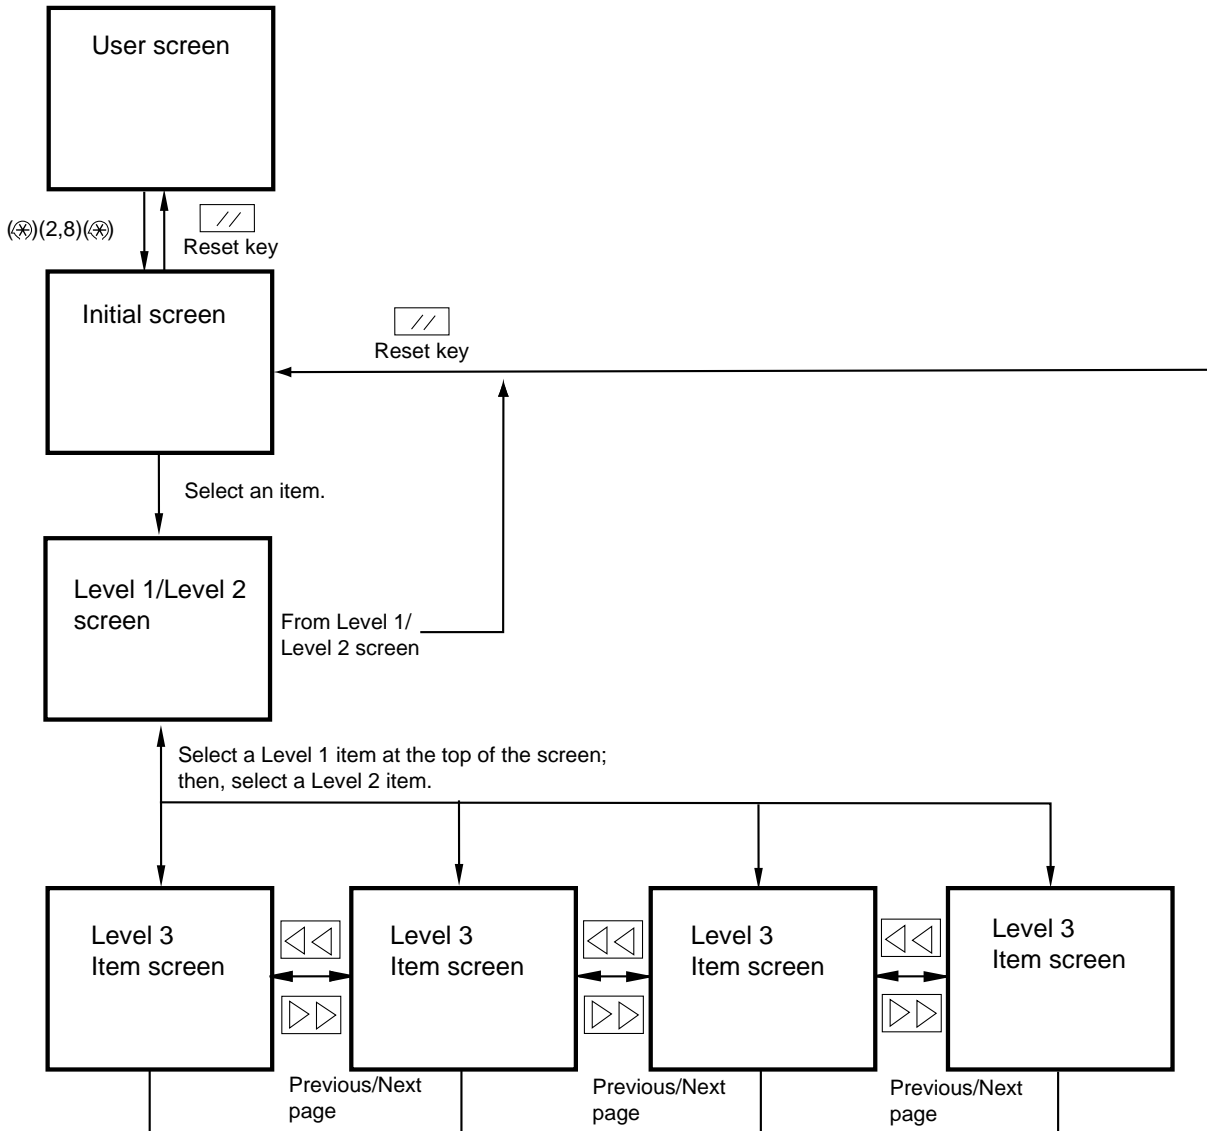 User screen
(✱)(2,8)(✱)
Reset key
Initial screen
Reset key
Select an item.
Level 1/Level 2
screen
From Level 1/
Level 2 screen
Select a Level 1 item at the top of the screen;
then, select a Level 2 item.
Level 3
Item screen
Level 3
Item screen
Level 3
Item screen
Level 3
Item screen
Previous/Next
page
Previous/Next
page
Previous/Next
page